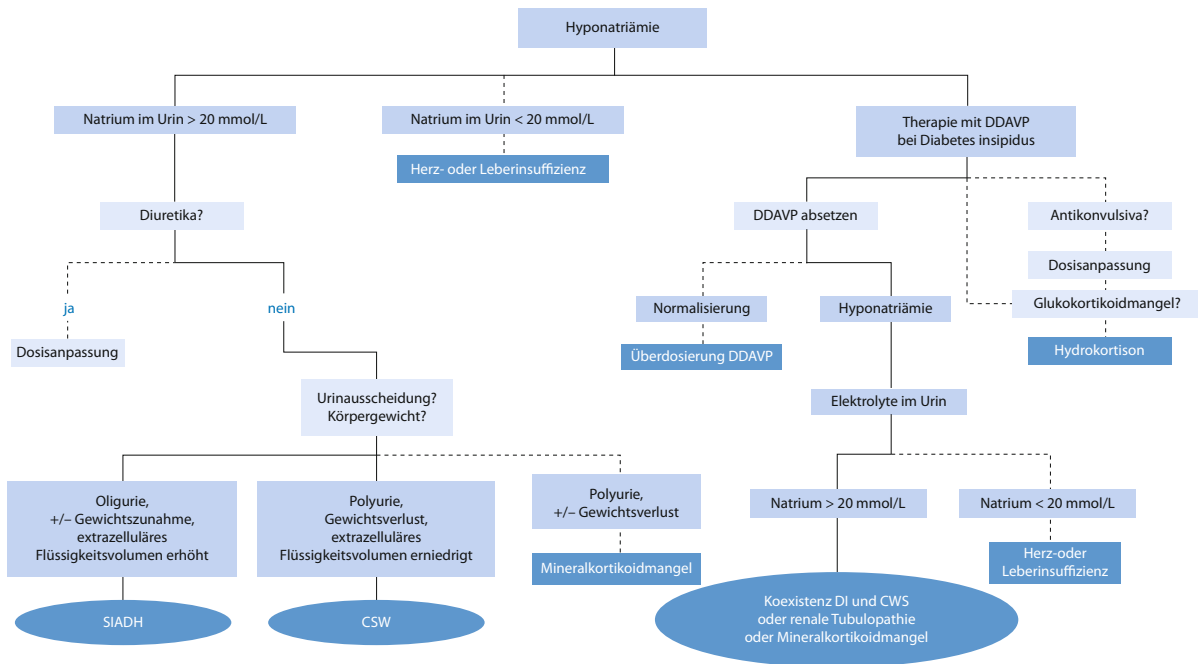 Hyponatriämie
Natrium im Urin > 20 mmol/L
Natrium im Urin < 20 mmol/L
Therapie mit DDAVP
bei Diabetes insipidus
Herz- oder Leberinsuffizienz
Diuretika?
DDAVP absetzen
Antikonvulsiva?
Dosisanpassung
ja
nein
Normalisierung
Hyponatriämie
Glukokortikoidmangel?
Dosisanpassung
Überdosierung DDAVP
Hydrokortison
Urinausscheidung?
Körpergewicht?
Elektrolyte im Urin
Oligurie,
+/– Gewichtszunahme,
extrazelluläres
Flüssigkeitsvolumen erhöht
Polyurie,
Gewichtsverlust,
extrazelluläres
Flüssigkeitsvolumen erniedrigt
Polyurie,
+/– Gewichtsverlust
Natrium > 20 mmol/L
Natrium < 20 mmol/L
Mineralkortikoidmangel
Herz-oder
Leberinsuffizienz
SIADH
CSW
Koexistenz DI und CWS
oder renale Tubulopathie
oder Mineralkortikoidmangel